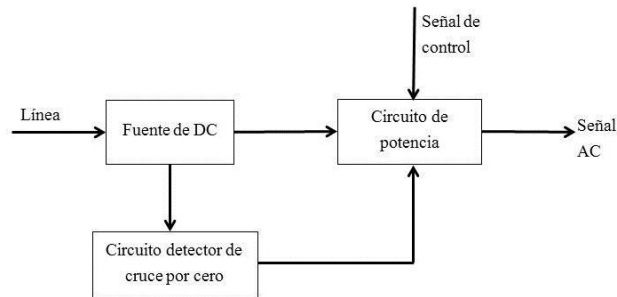 Señal de
control
Línea
Fuente de DC
Circuito de
potencia
Señal
AC
Circuito detector de
cruce por cero